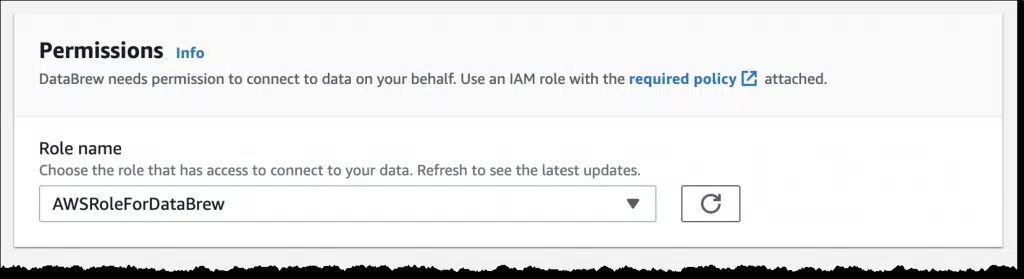 Permissions Info
DataBrew needs permission to connect to data on your behalf. Use an IAM role with the required policy attached.
Role name
Choose the role that has access to connect to your data. Refresh to see the latest updates.
AWSRoleForDataBrew